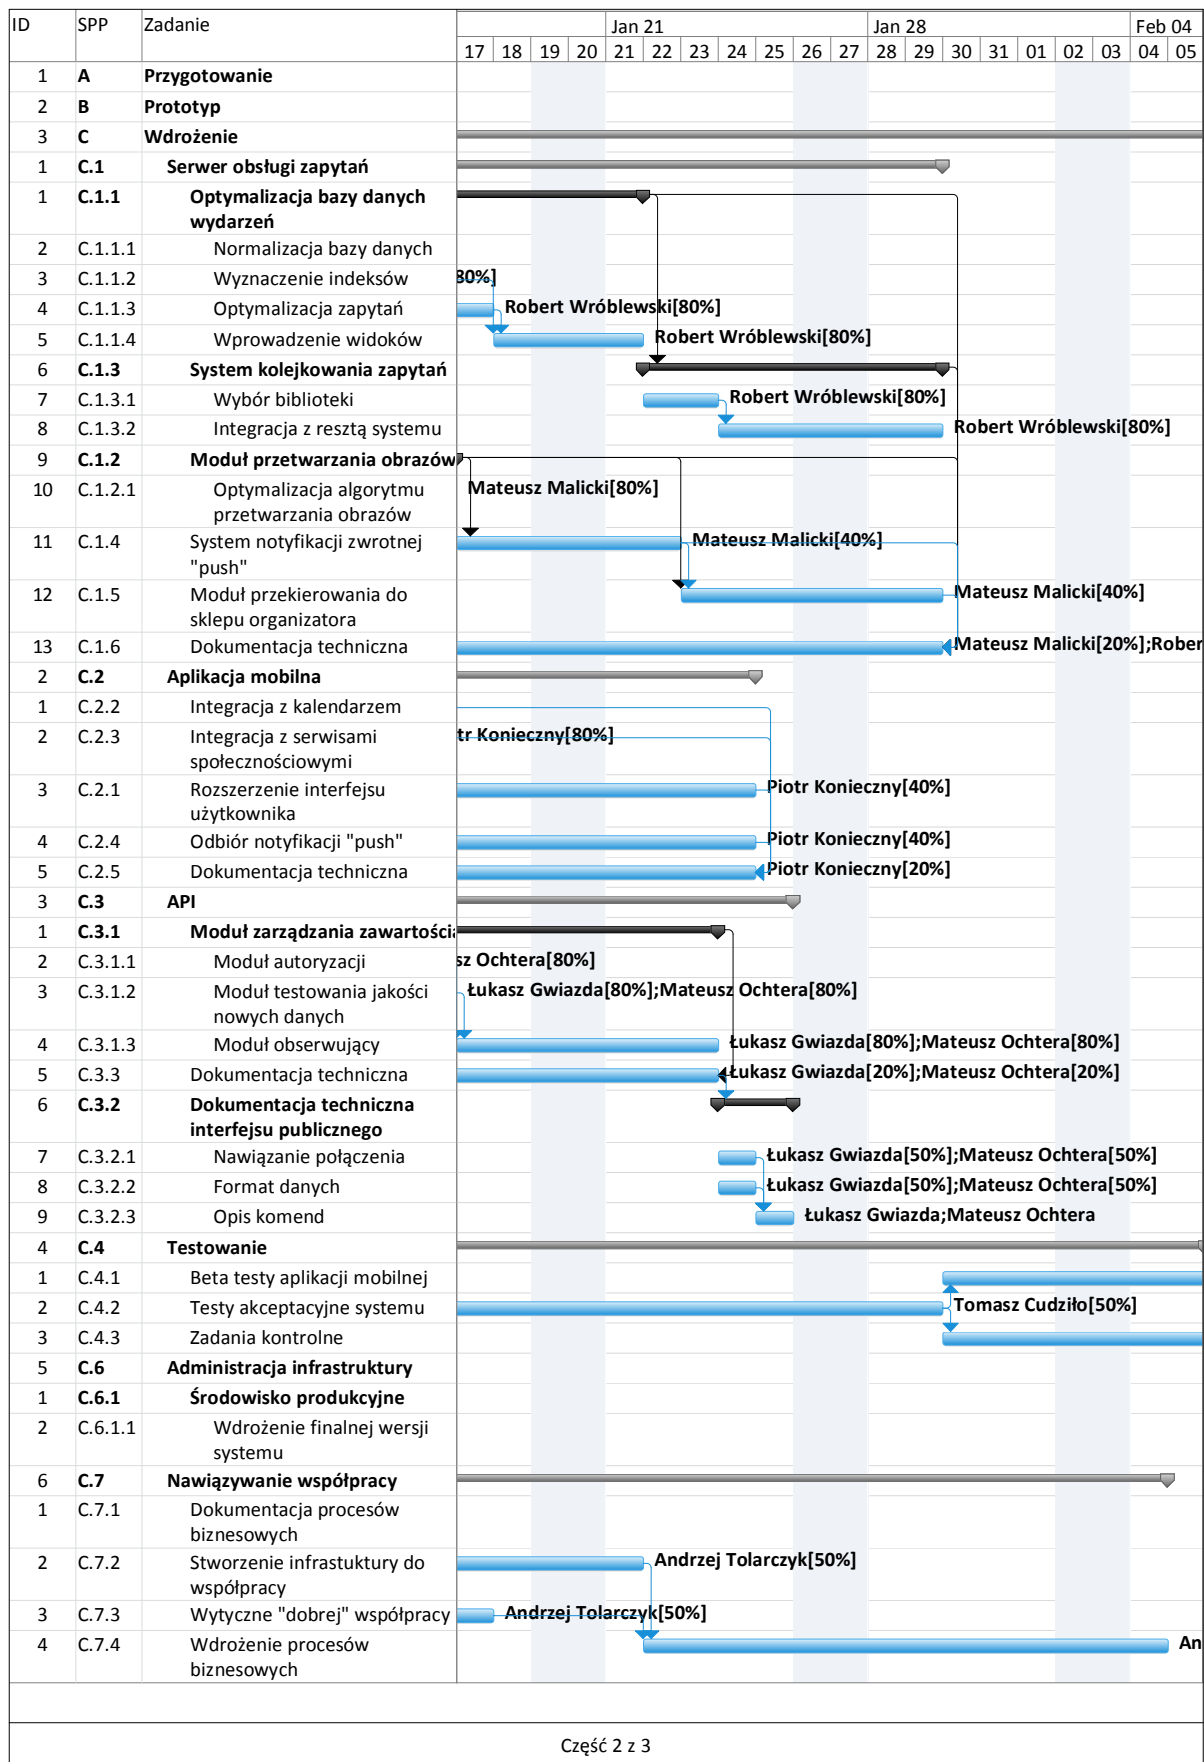 ID SPP Zadanie Jan 21 Jan 28 Feb 04
17 18 19 20 21 22 23 24 25 26 27 28 29 30 31 01 02 03 04 05
1 A Przygotowanie
2 B Prototyp
3 C Wdrożenie
1 C.1 Serwer obsługi zapytań
1 C.1.1 Optymalizacja bazy danych
wydarzeń
2 C.1.1.1 Normalizacja bazy danych
3 C.1.1.2 Wyznaczenie indeksów 80%]
4 C.1.1.3 Optymalizacja zapytań Robert Wróblewski[80%]
5 C.1.1.4 Wprowadzenie widoków Robert Wróblewski[80%]
6 C.1.3 System kolejkowania zapytań
7 C.1.3.1 Wybór biblioteki Robert Wróblewski[80%]
8 C.1.3.2 Integracja z resztą systemu Robert Wróblewski[80%]
9 C.1.2 Moduł przetwarzania obrazów
10 C.1.2.1 Optymalizacja algorytmu Mateusz Malicki[80%]
przetwarzania obrazów
11 C.1.4 System notyfikacji zwrotnej Mateusz Malicki[40%]
"push"
12 C.1.5 Moduł przekierowania do Mateusz Malicki[40%]
sklepu organizatora
13 C.1.6 Dokumentacja techniczna Mateusz Malicki[20%];Rober
2 C.2 Aplikacja mobilna
1 C.2.2 Integracja z kalendarzem
2 C.2.3 Integracja z serwisami tr Konieczny[80%]
społecznościowymi
3 C.2.1 Rozszerzenie interfejsu Piotr Konieczny[40%]
użytkownika
4 C.2.4 Odbiór notyfikacji "push" Piotr Konieczny[40%]
5 C.2.5 Dokumentacja techniczna Piotr Konieczny[20%]
3 C.3 API
1 C.3.1 Moduł zarządzania zawartości
2 C.3.1.1 Moduł autoryzacji sz Ochtera[80%]
3 C.3.1.2 Moduł testowania jakości Łukasz Gwiazda[80%];Mateusz Ochtera[80%]
nowych danych
4 C.3.1.3 Moduł obserwujący Łukasz Gwiazda[80%];Mateusz Ochtera[80%]
5 C.3.3 Dokumentacja techniczna Łukasz Gwiazda[20%];Mateusz Ochtera[20%]
6 C.3.2 Dokumentacja techniczna
interfejsu publicznego
7 C.3.2.1 Nawiązanie połączenia Łukasz Gwiazda[50%];Mateusz Ochtera[50%]
8 C.3.2.2 Format danych Łukasz Gwiazda[50%];Mateusz Ochtera[50%]
9 C.3.2.3 Opis komend Łukasz Gwiazda;Mateusz Ochtera
4 C.4 Testowanie
1 C.4.1 Beta testy aplikacji mobilnej
2 C.4.2 Testy akceptacyjne systemu Tomasz Cudziło[50%]
3 C.4.3 Zadania kontrolne
5 C.6 Administracja infrastruktury
1 C.6.1 Środowisko produkcyjne
2 C.6.1.1 Wdrożenie finalnej wersji
systemu
6 C.7 Nawiązywanie współpracy
1 C.7.1 Dokumentacja procesów
biznesowych
2 C.7.2 Stworzenie infrastuktury do Andrzej Tolarczyk[50%]
współpracy
3 C.7.3 Wytyczne "dobrej" współpracy Andrzej Tolarczyk[50%]
4 C.7.4 Wdrożenie procesów An
biznesowych
Część 2 z 3